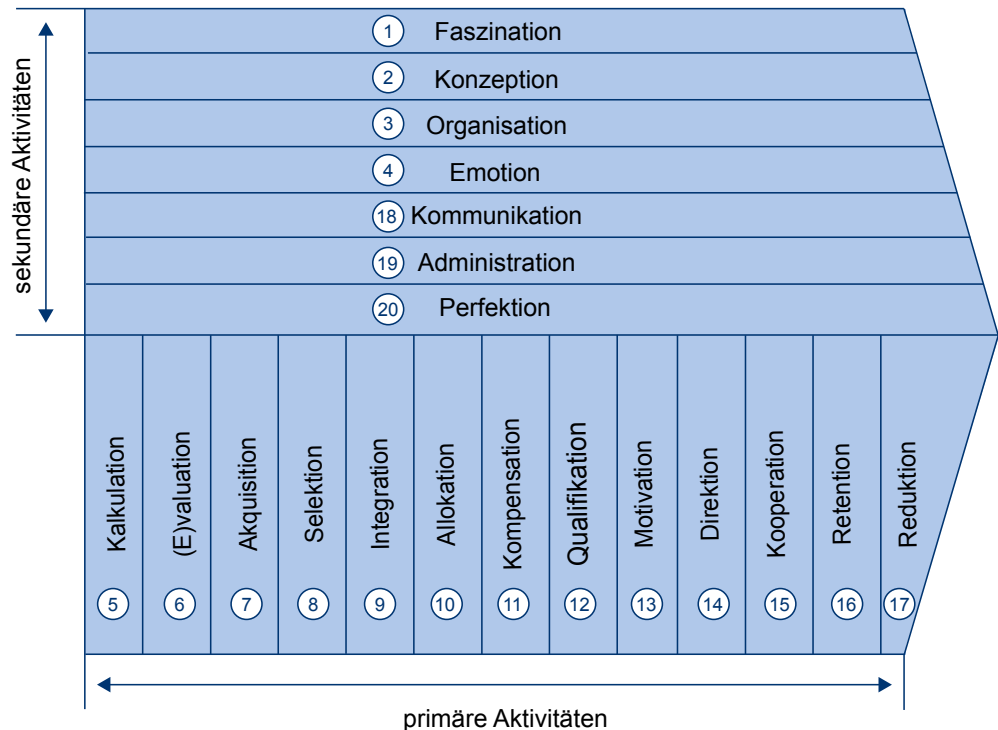 sekundäre Aktivitäten
1 Faszination
2 Konzeption
3 Organisation
4 Emotion
18 Kommunikation
19 Administration
20 Perfektion
Kalkulation
5
(E)valuation
6
Akquisition
7
Selektion
8
Integration
9
Allokation
10
Kompensation
11
Qualifikation
12
Motivation
13
Direktion
14
Kooperation
15
Retention
16
Reduktion
17
primäre Aktivitäten